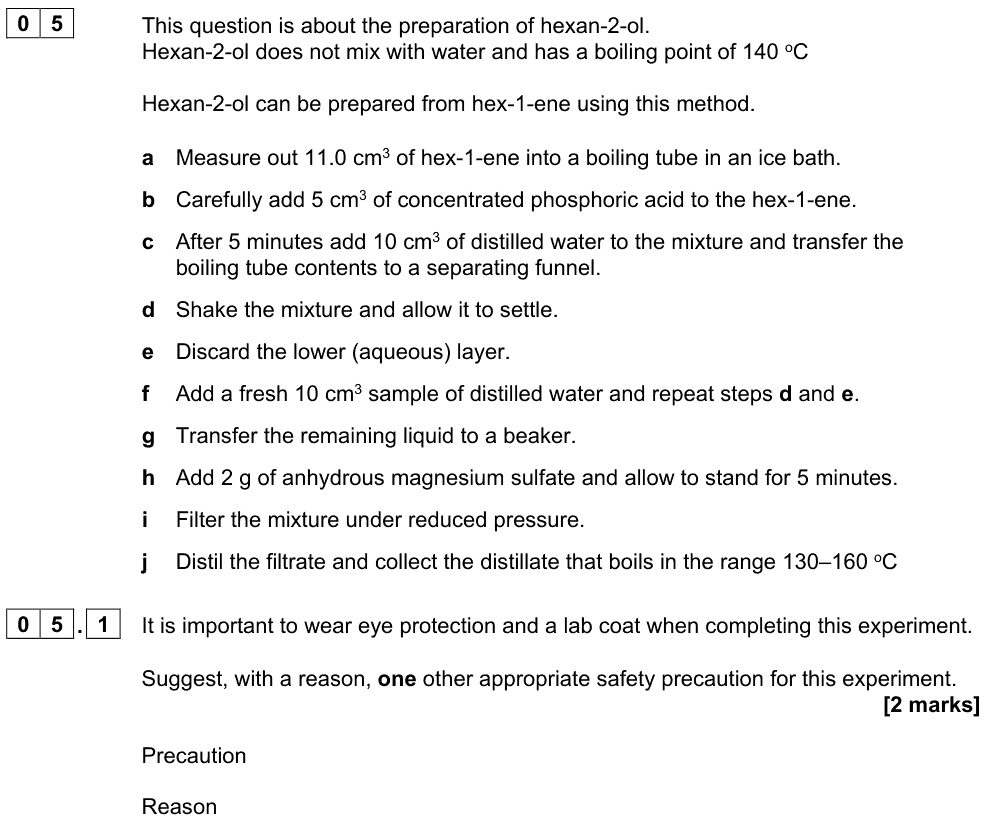 0 5 This question is about the preparation of hexan-2-ol.
Hexan-2-ol does not mix with water and has a boiling point of 140 ºC
Hexan-2-ol can be prepared from hex-1-ene using this method.
a Measure out 11.0 cm³ of hex-1-ene into a boiling tube in an ice bath.
b Carefully add 5 cm³ of concentrated phosphoric acid to the hex-1-ene.
c After 5 minutes add 10 cm³ of distilled water to the mixture and transfer the
boiling tube contents to a separating funnel.
d Shake the mixture and allow it to settle.
e Discard the lower (aqueous) layer.
f Add a fresh 10 cm³ sample of distilled water and repeat steps d and e.
g Transfer the remaining liquid to a beaker.
h Add 2 g of anhydrous magnesium sulfate and allow to stand for 5 minutes.
i Filter the mixture under reduced pressure.
j Distil the filtrate and collect the distillate that boils in the range 130–160 ºC
0 5 . 1 It is important to wear eye protection and a lab coat when completing this experiment.
Suggest, with a reason, one other appropriate safety precaution for this experiment.
[2 marks]
Precaution
Reason